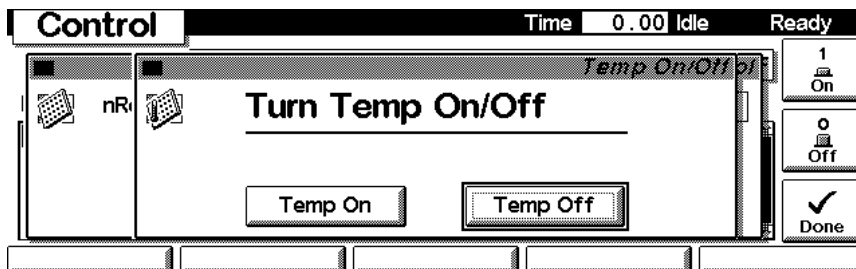 Control Time 0.00 Idle Ready
Temp On/Off
1
On
Turn Temp On/Off
0
Off
Temp On Temp Off
Done